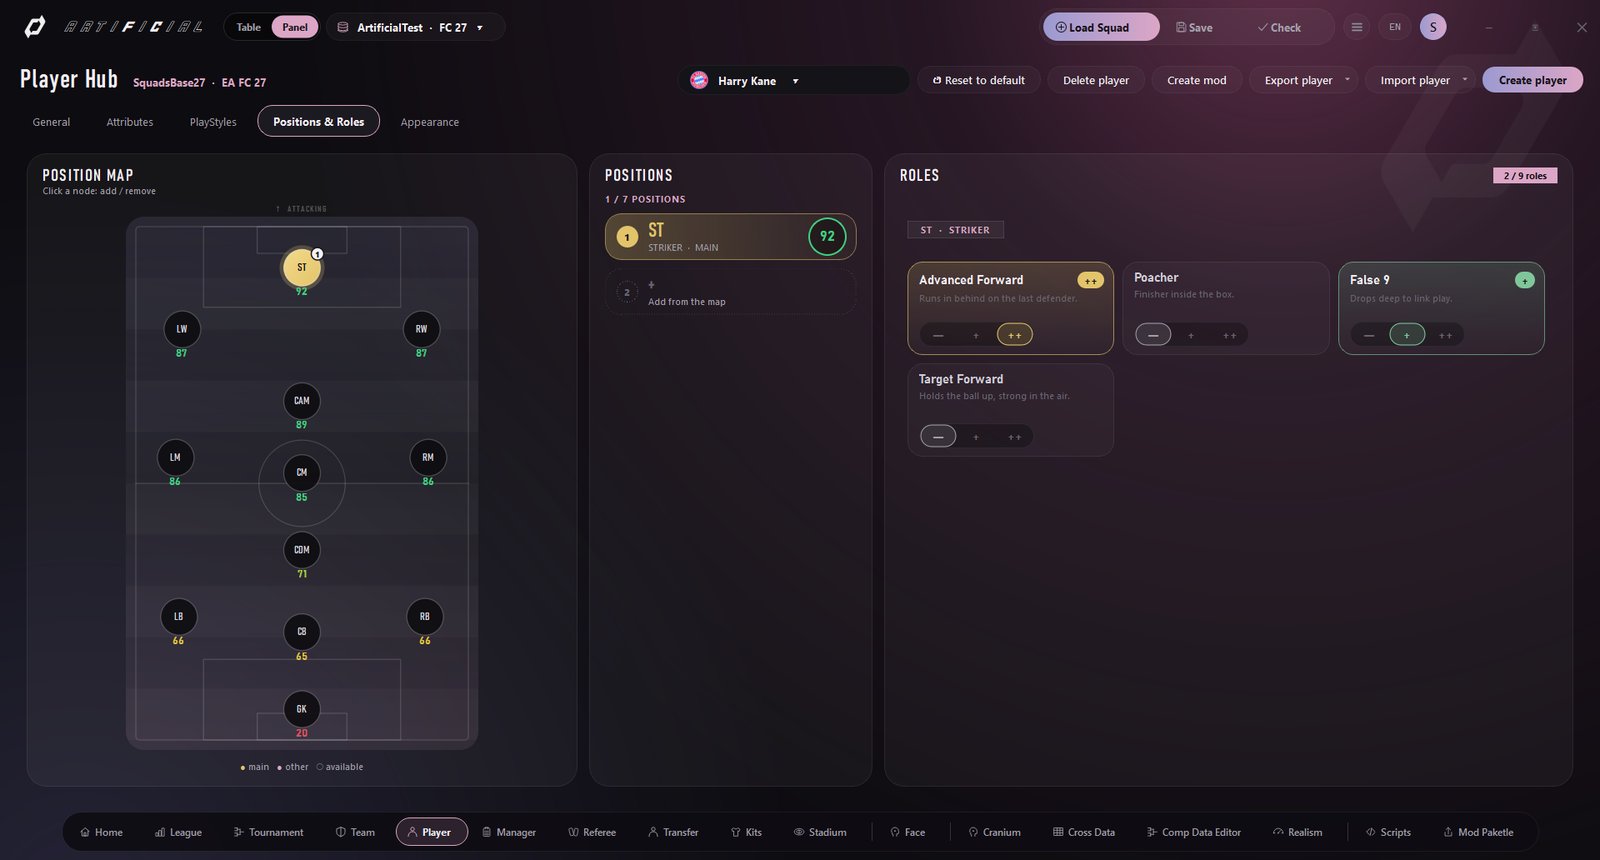 ARTIFICIAL
Table
Panel
ArtificialTest · FC 27
Load Squad
Save
Check
EN
S
Player Hub
SquadsBase27 · EA FC 27
Harry Kane
Reset to default
Delete player
Create mod
Export player
Import player
Create player
General
Attributes
PlayStyles
Positions & Roles
Appearance
POSITION MAP
Click a node: add / remove
↑ ATTACKING
1
ST
92
LW
87
RW
87
CAM
89
LM
86
CM
85
RM
86
CDM
71
LB
66
CB
65
RB
66
GK
20
main
other
available
POSITIONS
1 / 7 POSITIONS
1
ST
STRIKER · MAIN
92
2
+
Add from the map
ROLES
2 / 9 roles
ST · STRIKER
Advanced Forward
++
Runs in behind on the last defender.
— + ++
Poacher
Finisher inside the box.
— + ++
False 9
+
Drops deep to link play.
— + ++
Target Forward
Holds the ball up, strong in the air.
— + ++
Home
League
Tournament
Team
Player
Manager
Referee
Transfer
Kits
Stadium
Face
Cranium
Cross Data
Comp Data Editor
Realism
Scripts
Mod Paketle